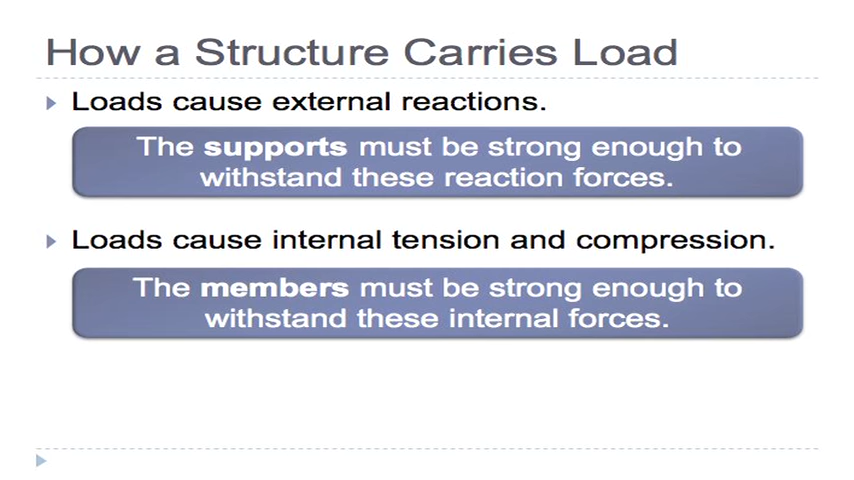 How a Structure Carries Load
Loads cause external reactions.
The supports must be strong enough to
withstand these reaction forces.
Loads cause internal tension and compression.
The members must be strong enough to
withstand these internal forces.